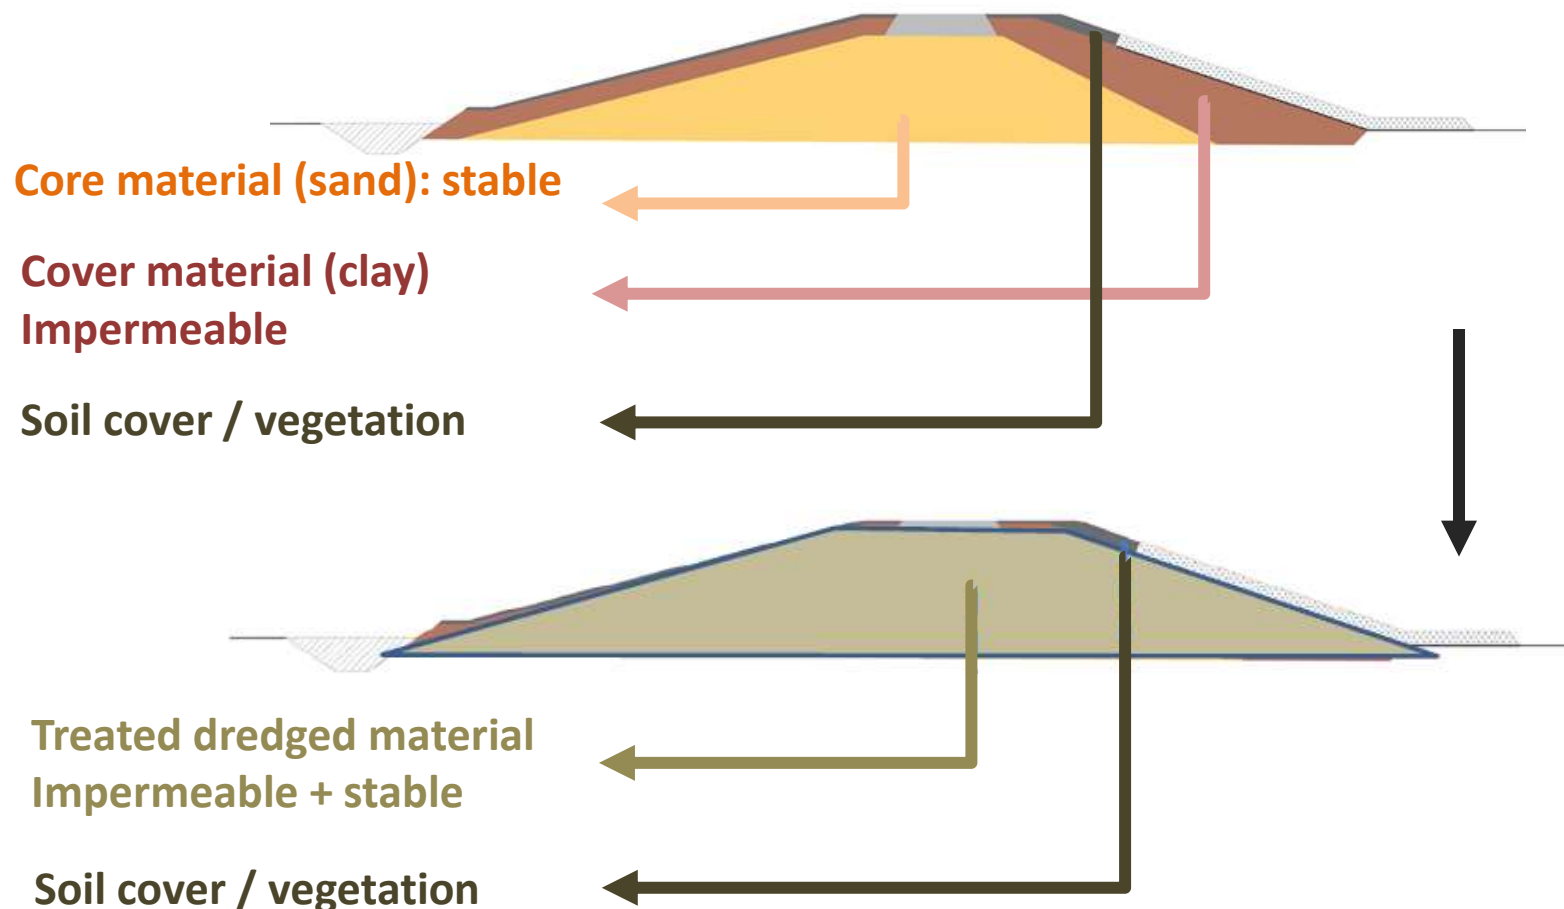 Core material (sand): stable
Cover material (clay)
Impermeable
Soil cover / vegetation
Treated dredged material
Impermeable + stable
Soil cover / vegetation